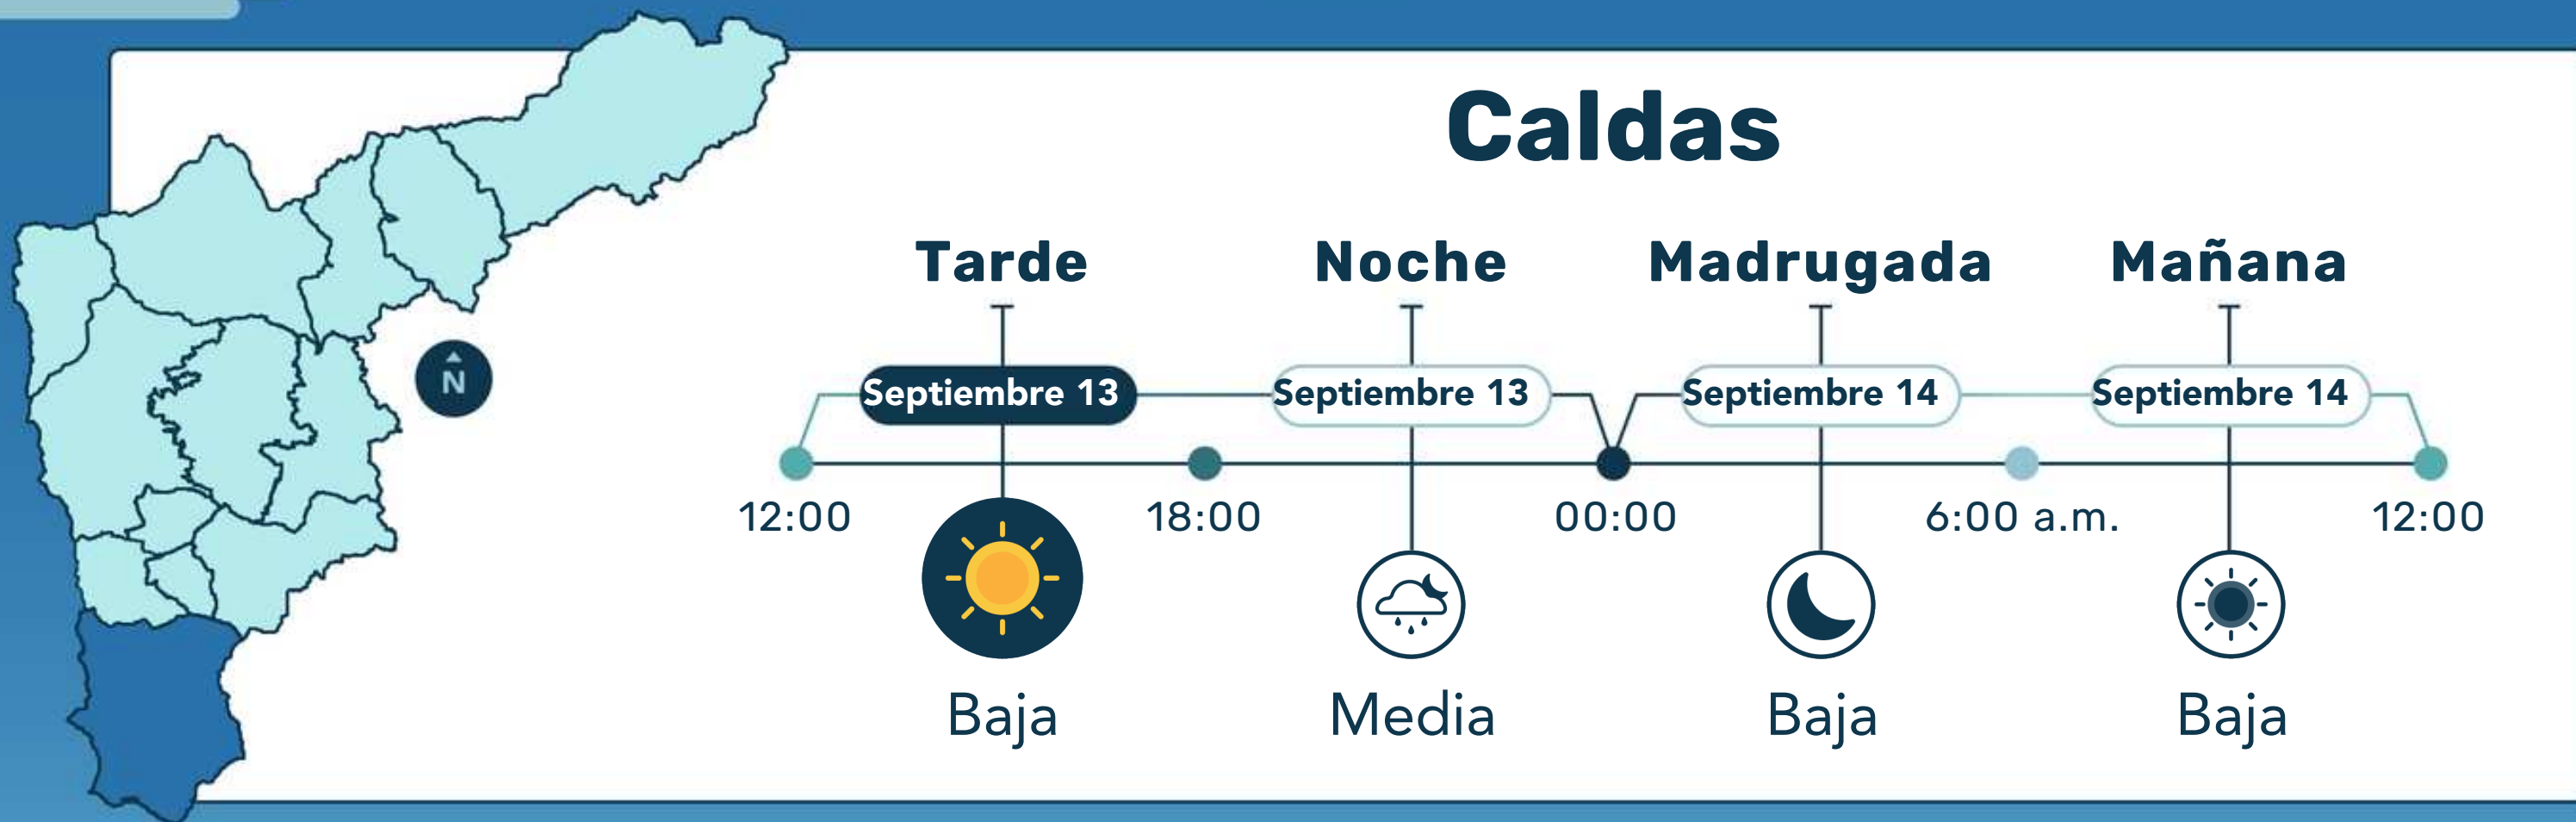 Caldas
Tarde Noche Madrugada Mañana
Septiembre 13 Septiembre 13 Septiembre 14 Septiembre 14
N
12:00 18:00 00:00 6:00 a.m. 12:00
Baja Media Baja Baja